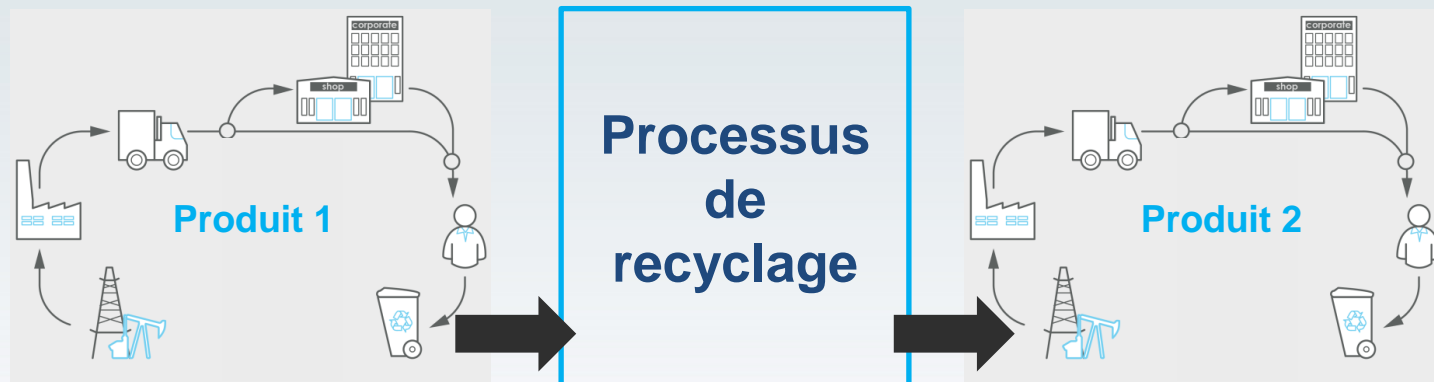 corporate
shop
Produit 1
Processus
de
recyclage
corporate
shop
Produit 2